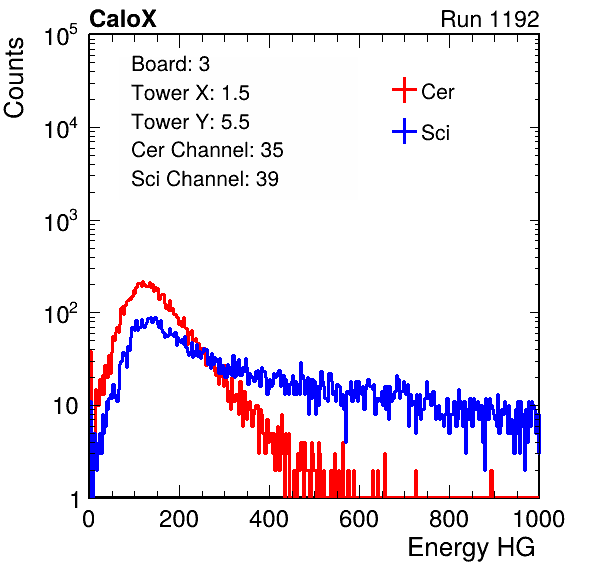 CaloX Run 1192
Counts
10^5
10^4
10^3
10^2
10
1
Board: 3
Tower X: 1.5
Tower Y: 5.5
Cer Channel: 35
Sci Channel: 39
Cer
Sci
0 200 400 600 800 1000
Energy HG